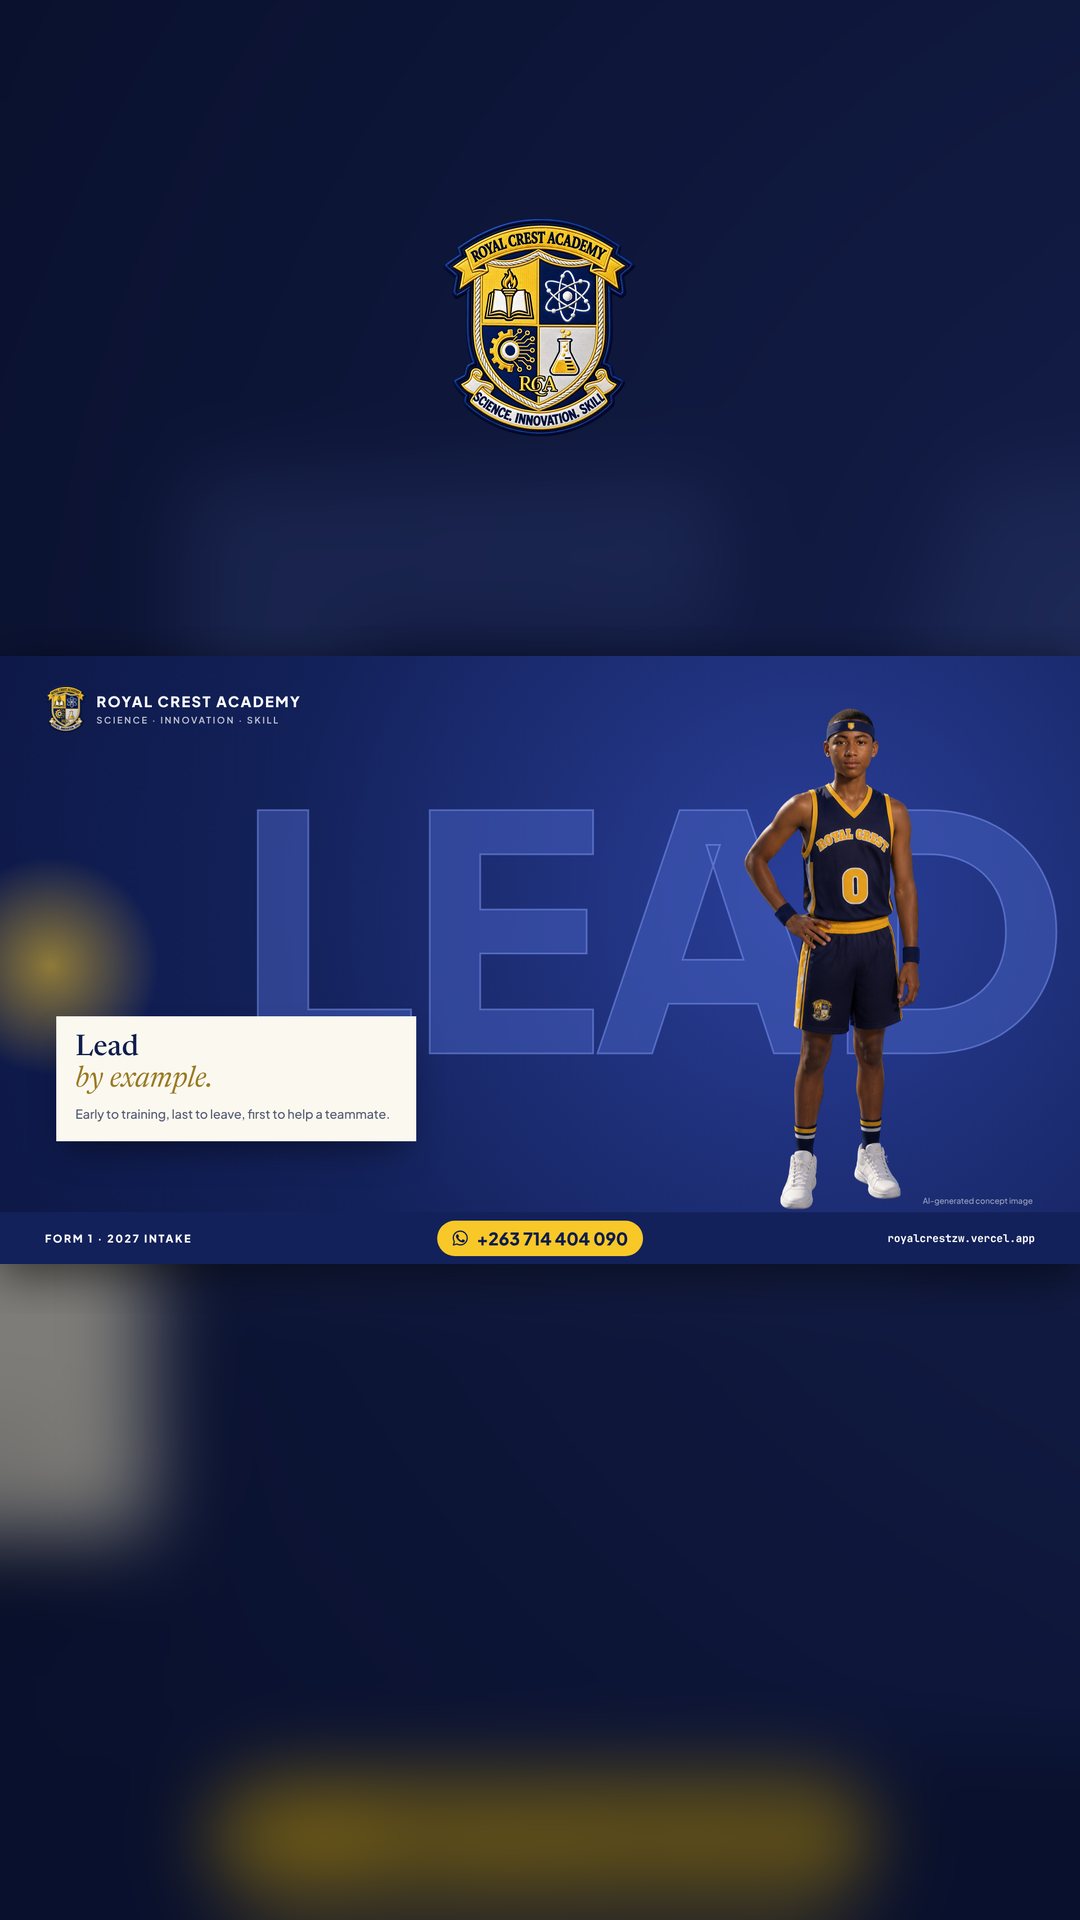 ROYAL CREST ACADEMY
RCA
SCIENCE. INNOVATION. SKILL
ROYAL CREST ACADEMY
SCIENCE · INNOVATION · SKILL
LEAD
ROYAL CREST
0
Lead
by example.
Early to training, last to leave, first to help a teammate.
AI-generated concept image
FORM 1 · 2027 INTAKE
+263 714 404 090
royalcrestzw.vercel.app